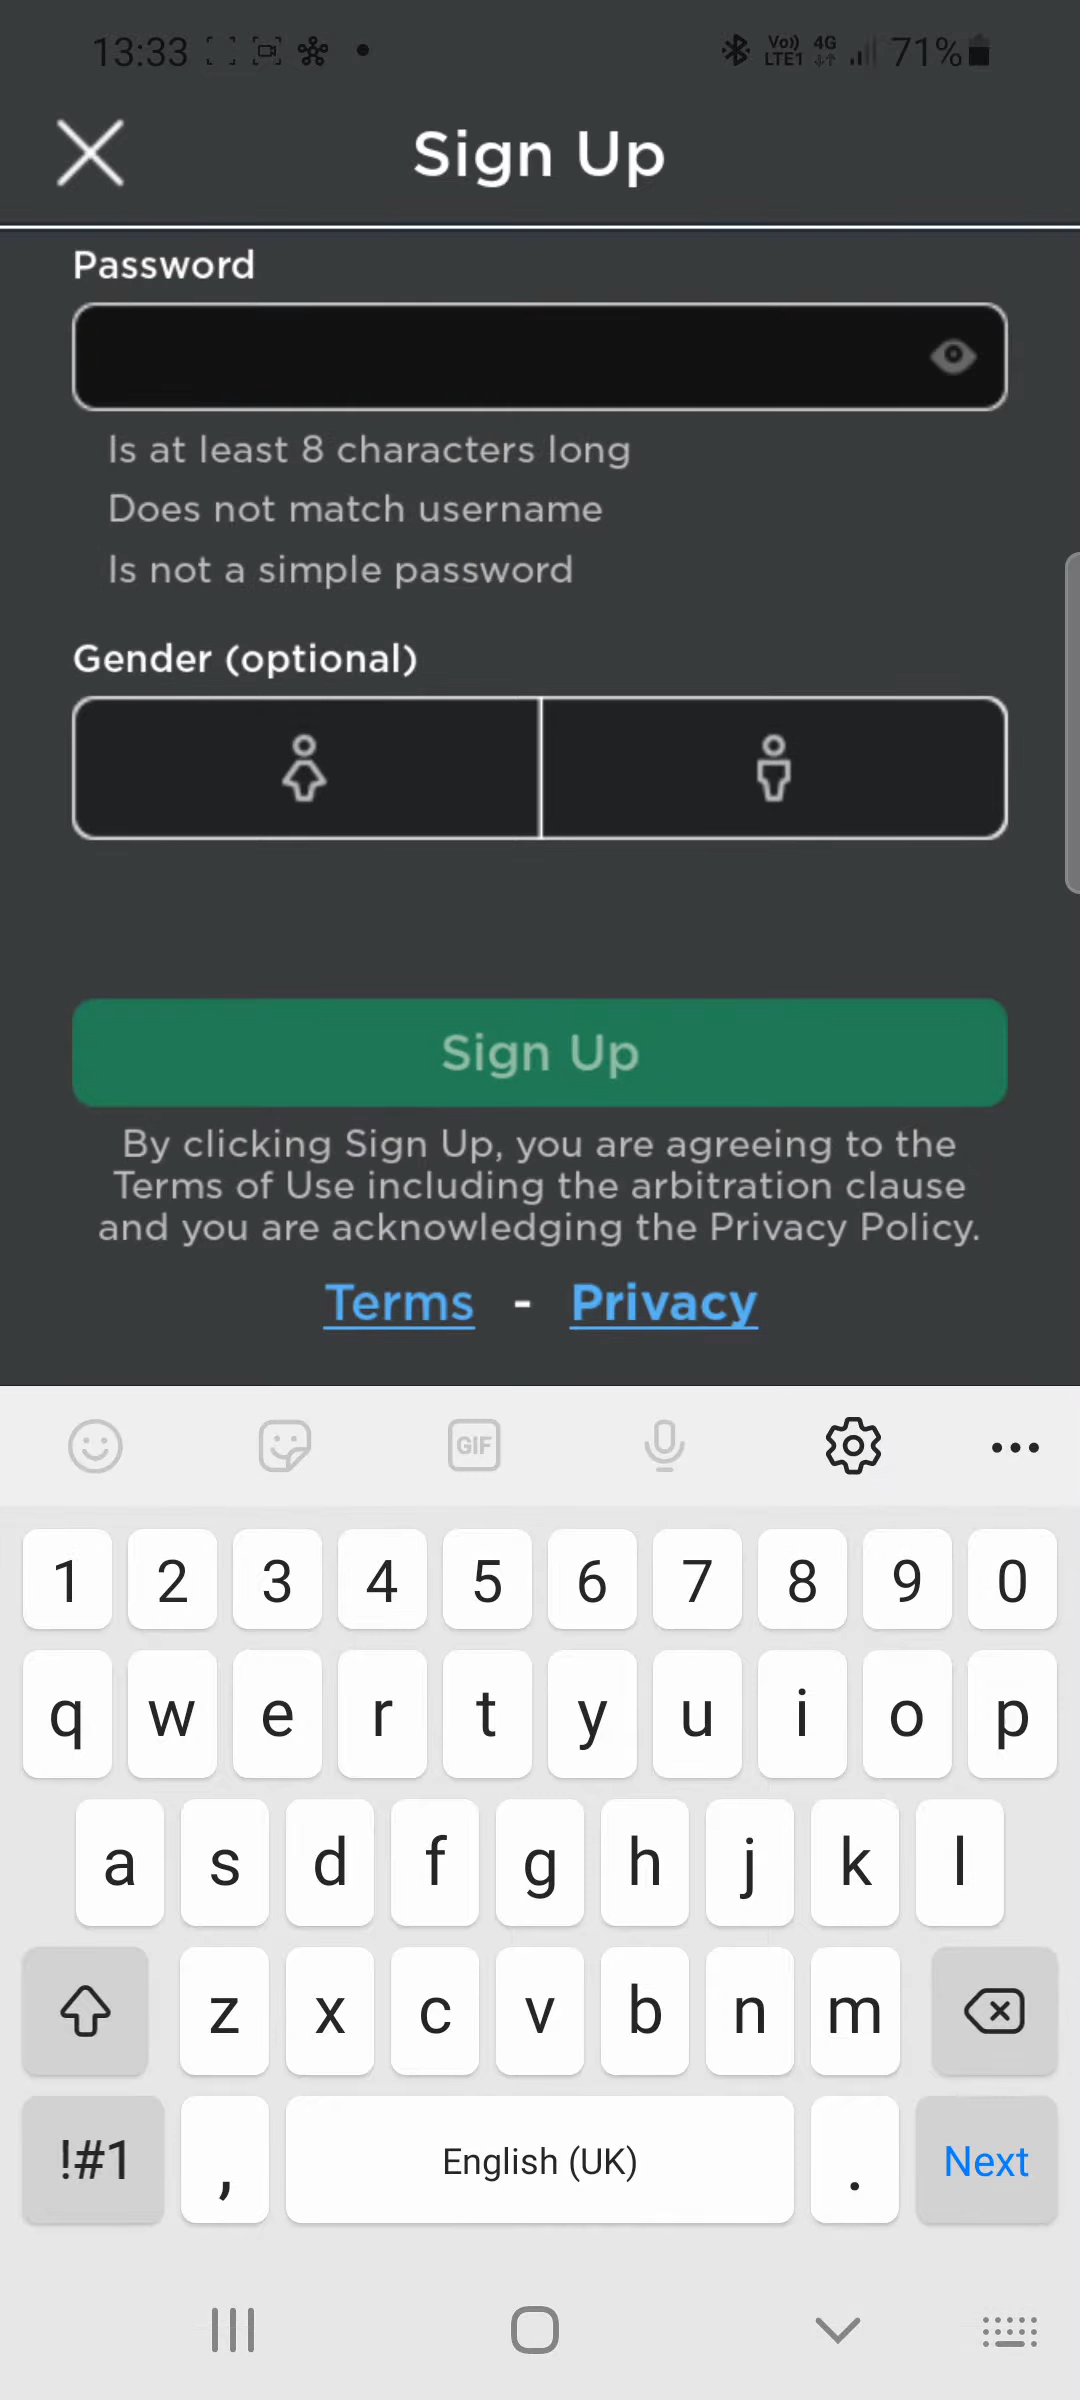 13:33 Vo)) LTE1 4G 71%
Sign Up
Password
Is at least 8 characters long
Does not match username
Is not a simple password
Gender (optional)
Sign Up
By clicking Sign Up, you are agreeing to the
Terms of Use including the arbitration clause
and you are acknowledging the Privacy Policy.
Terms - Privacy
GIF
1 2 3 4 5 6 7 8 9 0
q w e r t y u i o p
a s d f g h j k l
z x c v b n m
!#1 , English (UK) . Next